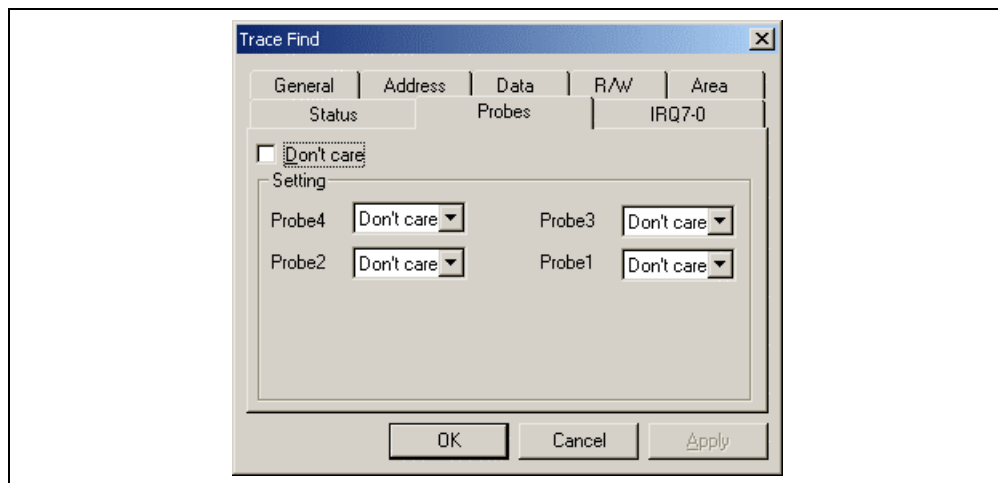 Trace Find
General Address Data R/W Area
Status Probes IRQ7-0
Don't care
Setting
Probe4 Don't care Probe3 Don't care
Probe2 Don't care Probe1 Don't care
OK Cancel Apply